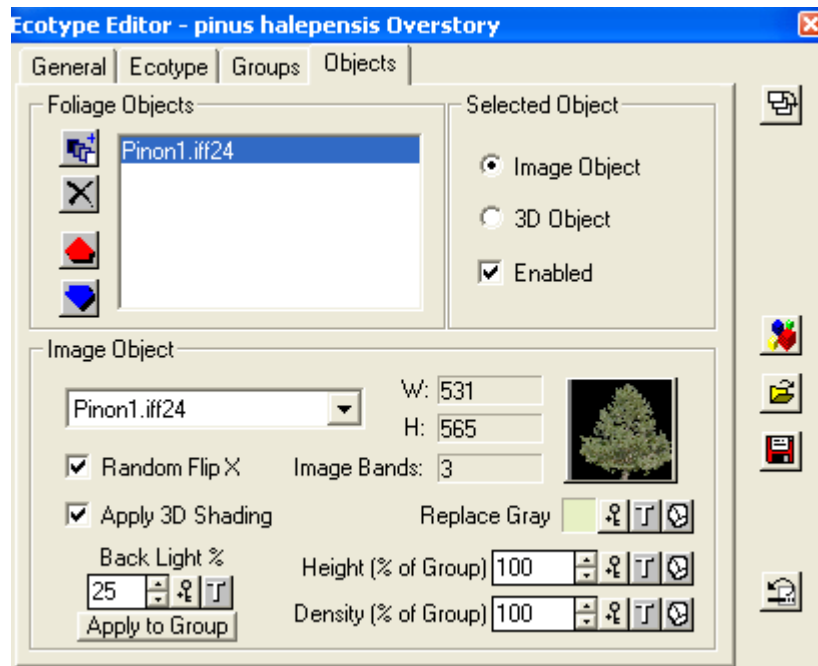 Ecotype Editor - pinus halepensis Overstory
General Ecotype Groups Objects
Foliage Objects
Pinon1.iff24
Selected Object
Image Object
3D Object
Enabled
Image Object
Pinon1.iff24
W: 531
H: 565
Random Flip X
Image Bands: 3
Apply 3D Shading
Replace Gray
Back Light %
25
Apply to Group
Height (% of Group) 100
Density (% of Group) 100